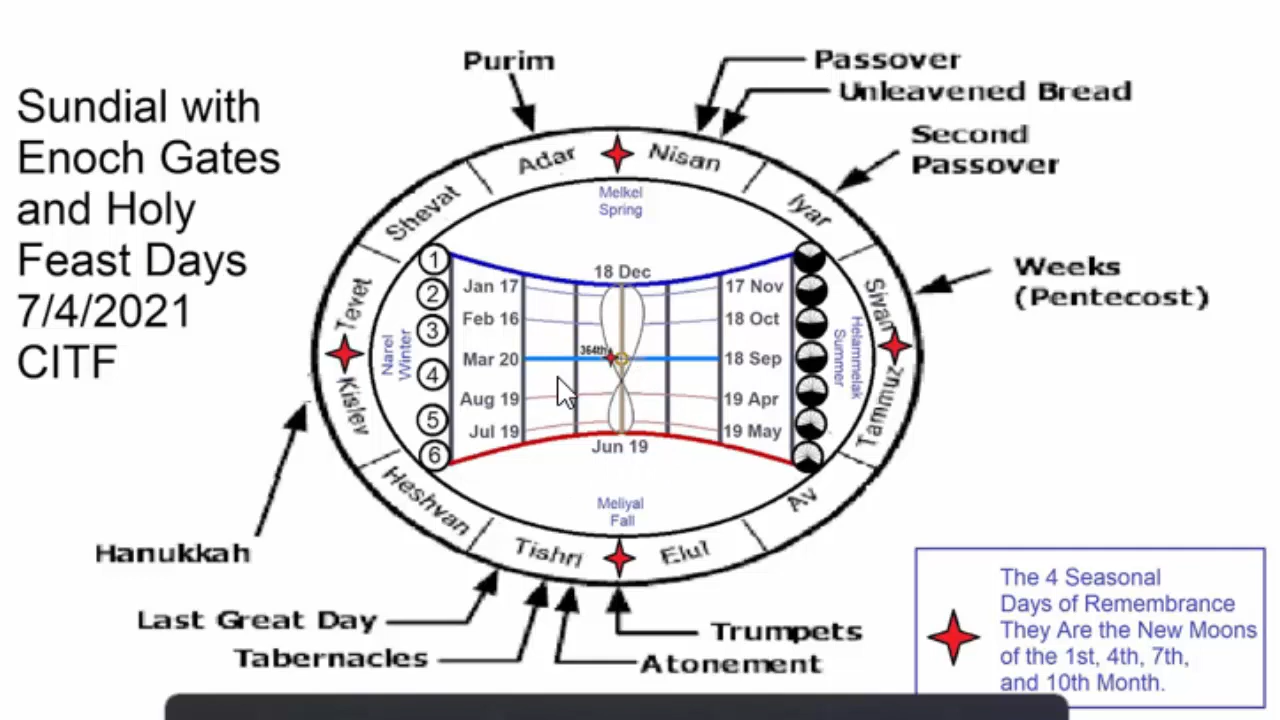 Sundial with
Enoch Gates
and Holy
Feast Days
7/4/2021
CITF
Purim
Passover
Unleavened Bread
Second
Passover
Weeks
(Pentecost)
Adar
Nisan
Shevat
Iyar
Tevet
Sivan
Kislev
Tammuz
Heshvan
Av
Tishri
Elul
Melkel
Spring
Narel
Winter
Helammelak
Summer
Meliyal
Fall
1
2
3
4
5
6
18 Dec
Jan 17
17 Nov
Feb 16
18 Oct
364th
Mar 20
18 Sep
Aug 19
19 Apr
Jul 19
19 May
Jun 19
Hanukkah
Last Great Day
Tabernacles
Trumpets
Atonement
The 4 Seasonal
Days of Remembrance
They Are the New Moons
of the 1st, 4th, 7th,
and 10th Month.